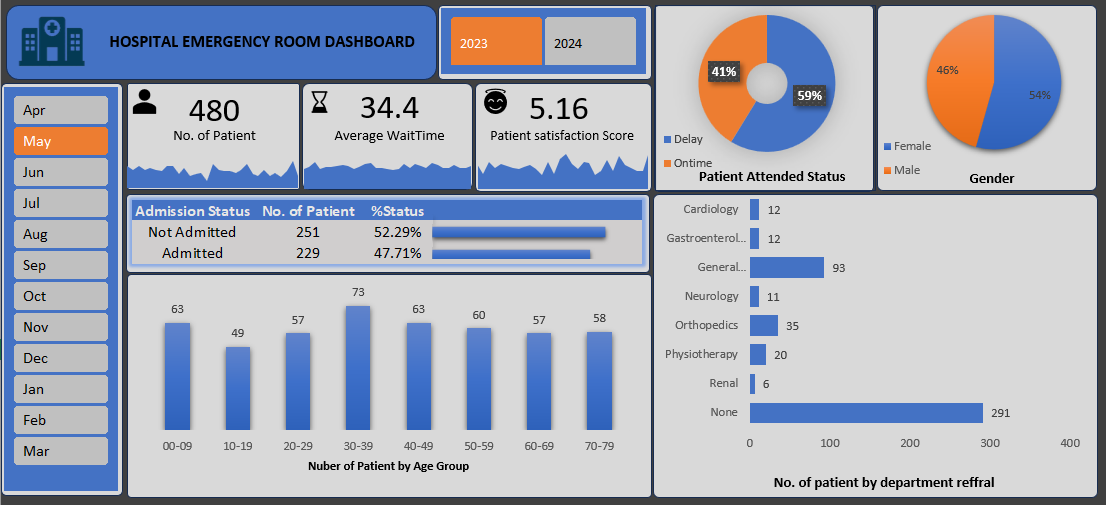 HOSPITAL EMERGENCY ROOM DASHBOARD
2023
2024
Apr
May
Jun
Jul
Aug
Sep
Oct
Nov
Dec
Jan
Feb
Mar
480
No. of Patient
34.4
Average WaitTime
5.16
Patient satisfaction Score
41%
59%
Delay
Ontime
Patient Attended Status
46%
54%
Female
Male
Gender
Admission Status No. of Patient %Status
Not Admitted 251 52.29%
Admitted 229 47.71%
63 49 57 73 63 60 57 58
00-09 10-19 20-29 30-39 40-49 50-59 60-69 70-79
Nuber of Patient by Age Group
Cardiology 12
Gastroenterol... 12
General... 93
Neurology 11
Orthopedics 35
Physiotherapy 20
Renal 6
None 291
0 100 200 300 400
No. of patient by department reffral